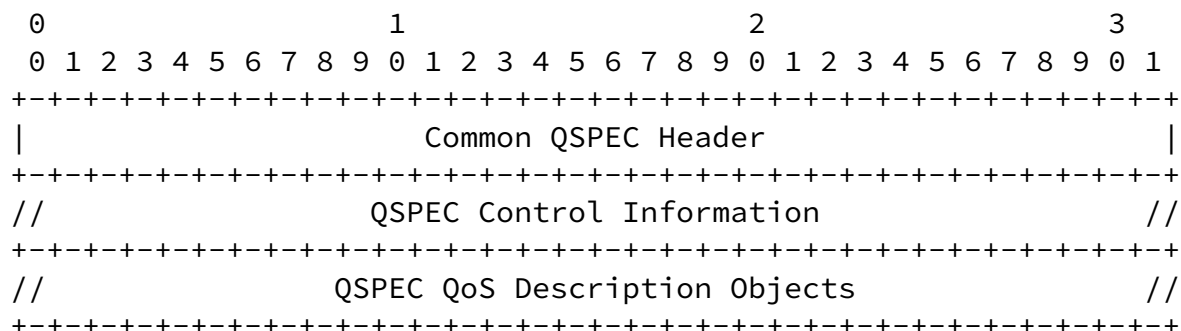 0                   1                   2                   3
 0 1 2 3 4 5 6 7 8 9 0 1 2 3 4 5 6 7 8 9 0 1 2 3 4 5 6 7 8 9 0 1
+-+-+-+-+-+-+-+-+-+-+-+-+-+-+-+-+-+-+-+-+-+-+-+-+-+-+-+-+-+-+-+-+
|                      Common QSPEC Header                      |
+-+-+-+-+-+-+-+-+-+-+-+-+-+-+-+-+-+-+-+-+-+-+-+-+-+-+-+-+-+-+-+-+
//                  QSPEC Control Information                  //
+-+-+-+-+-+-+-+-+-+-+-+-+-+-+-+-+-+-+-+-+-+-+-+-+-+-+-+-+-+-+-+-+
//                QSPEC QoS Description Objects                //
+-+-+-+-+-+-+-+-+-+-+-+-+-+-+-+-+-+-+-+-+-+-+-+-+-+-+-+-+-+-+-+-+